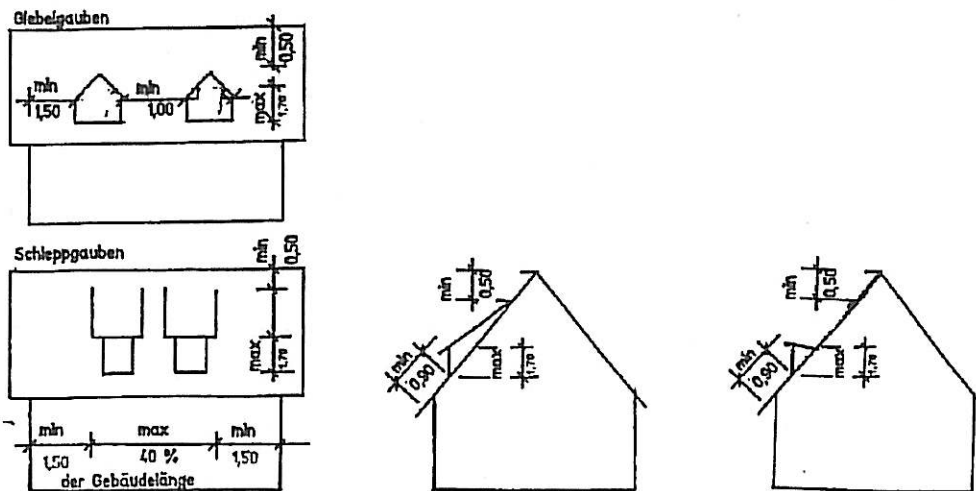 Giebelgauben
min
0,50
min
1,50
min
1,00
max
1,70
Schleppgauben
min
0,50
max
1,70
min
1,50
max
40 %
min
1,50
der Gebäudelänge
min
0,50
min
0,90
max
1,70
min
0,50
min
0,90
max
1,70